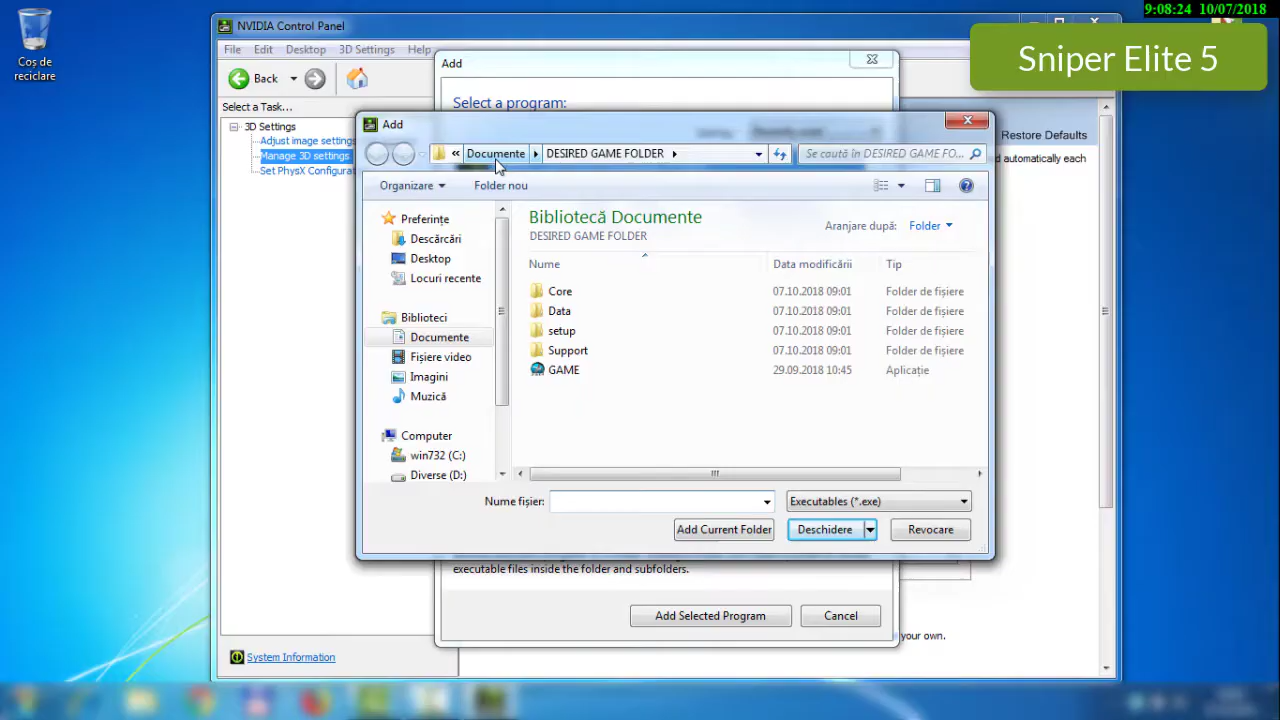 9:08:24 10/07/2018
Sniper Elite 5
Coş de
reciclare
NVIDIA Control Panel
File Edit Desktop 3D Settings Help
Back
Select a Task...
3D Settings
Adjust image settings
Manage 3D settings
Set PhysX Configura
Restore Defaults
d automatically each
Add
Select a program:
Add
« Documente DESIRED GAME FOLDER
Se caută în DESIRED GAME FO...
Organizare Folder nou
Preferințe
Descărcări
Desktop
Locuri recente
Biblioteci
Documente
Fișiere video
Imagini
Muzică
Computer
win732 (C:)
Diverse (D:)
Bibliotecă Documente
DESIRED GAME FOLDER
Aranjare după: Folder
Nume Data modificării Tip
Core 07.10.2018 09:01 Folder de fișiere
Data 07.10.2018 09:01 Folder de fișiere
setup 07.10.2018 09:01 Folder de fișiere
Support 07.10.2018 09:01 Folder de fișiere
GAME 29.09.2018 10:45 Aplicație
Nume fișier: Executables (*.exe)
Add Current Folder Deschidere Revocare
executable files inside the folder and subfolders.
Add Selected Program Cancel
your own.
System Information